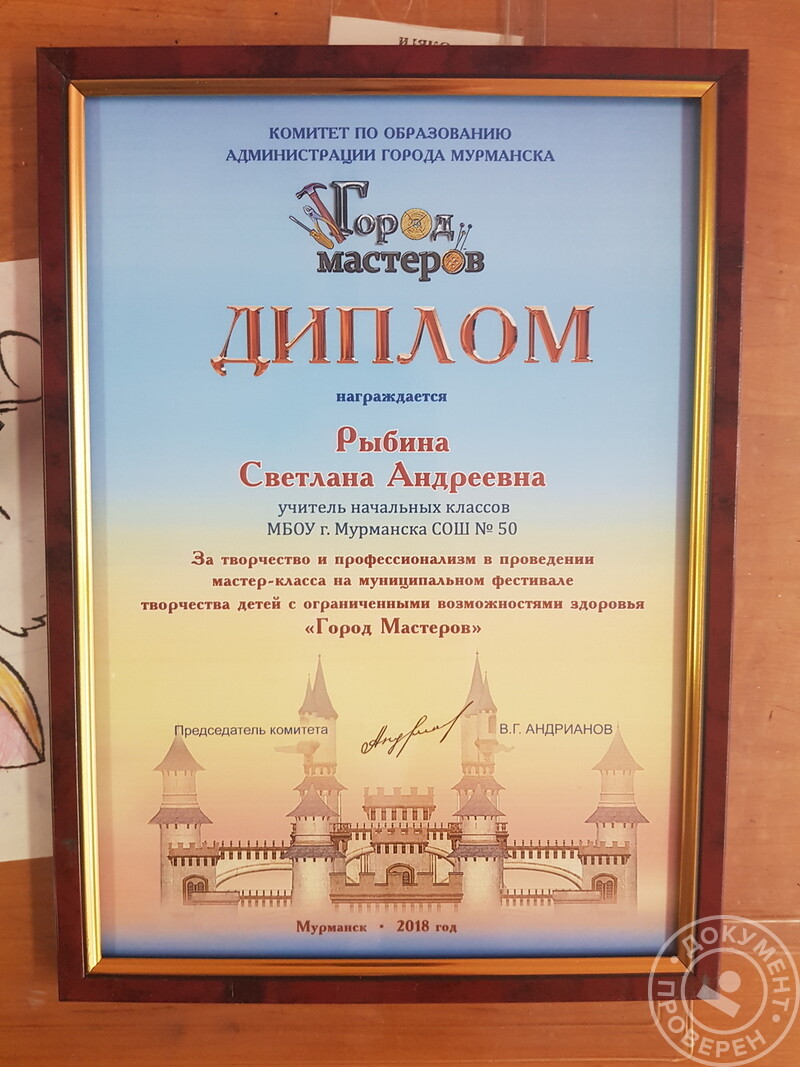 КОМИТЕТ ПО ОБРАЗОВАНИЮ
АДМИНИСТРАЦИИ ГОРОДА МУРМАНСКА
Город
мастеров
ДИПЛОМ
награждается
Рыбина
Светлана Андреевна
учитель начальных классов
МБОУ г. Мурманска СОШ № 50
За творчество и профессионализм в проведении
мастер-класса на муниципальном фестивале
творчества детей с ограниченными возможностями здоровья
«Город Мастеров»
Председатель комитета В.Г. АНДРИАНОВ
Мурманск • 2018 год
ДОКУМЕНТ
ПРОВЕРЕН